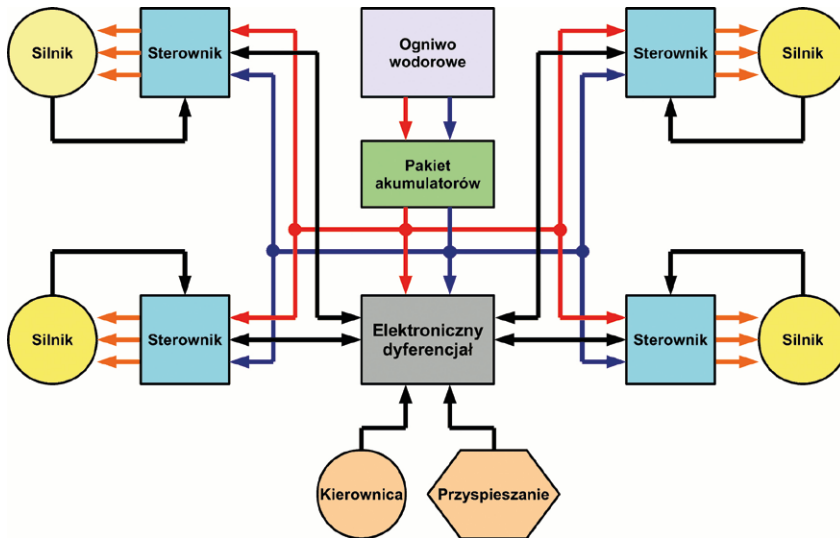 Silnik
Sterownik
Ogniwo
wodorowe
Sterownik
Silnik
Pakiet
akumulatorów
Silnik
Sterownik
Elektroniczny
dyferencjał
Sterownik
Silnik
Kierownica
Przyspieszanie